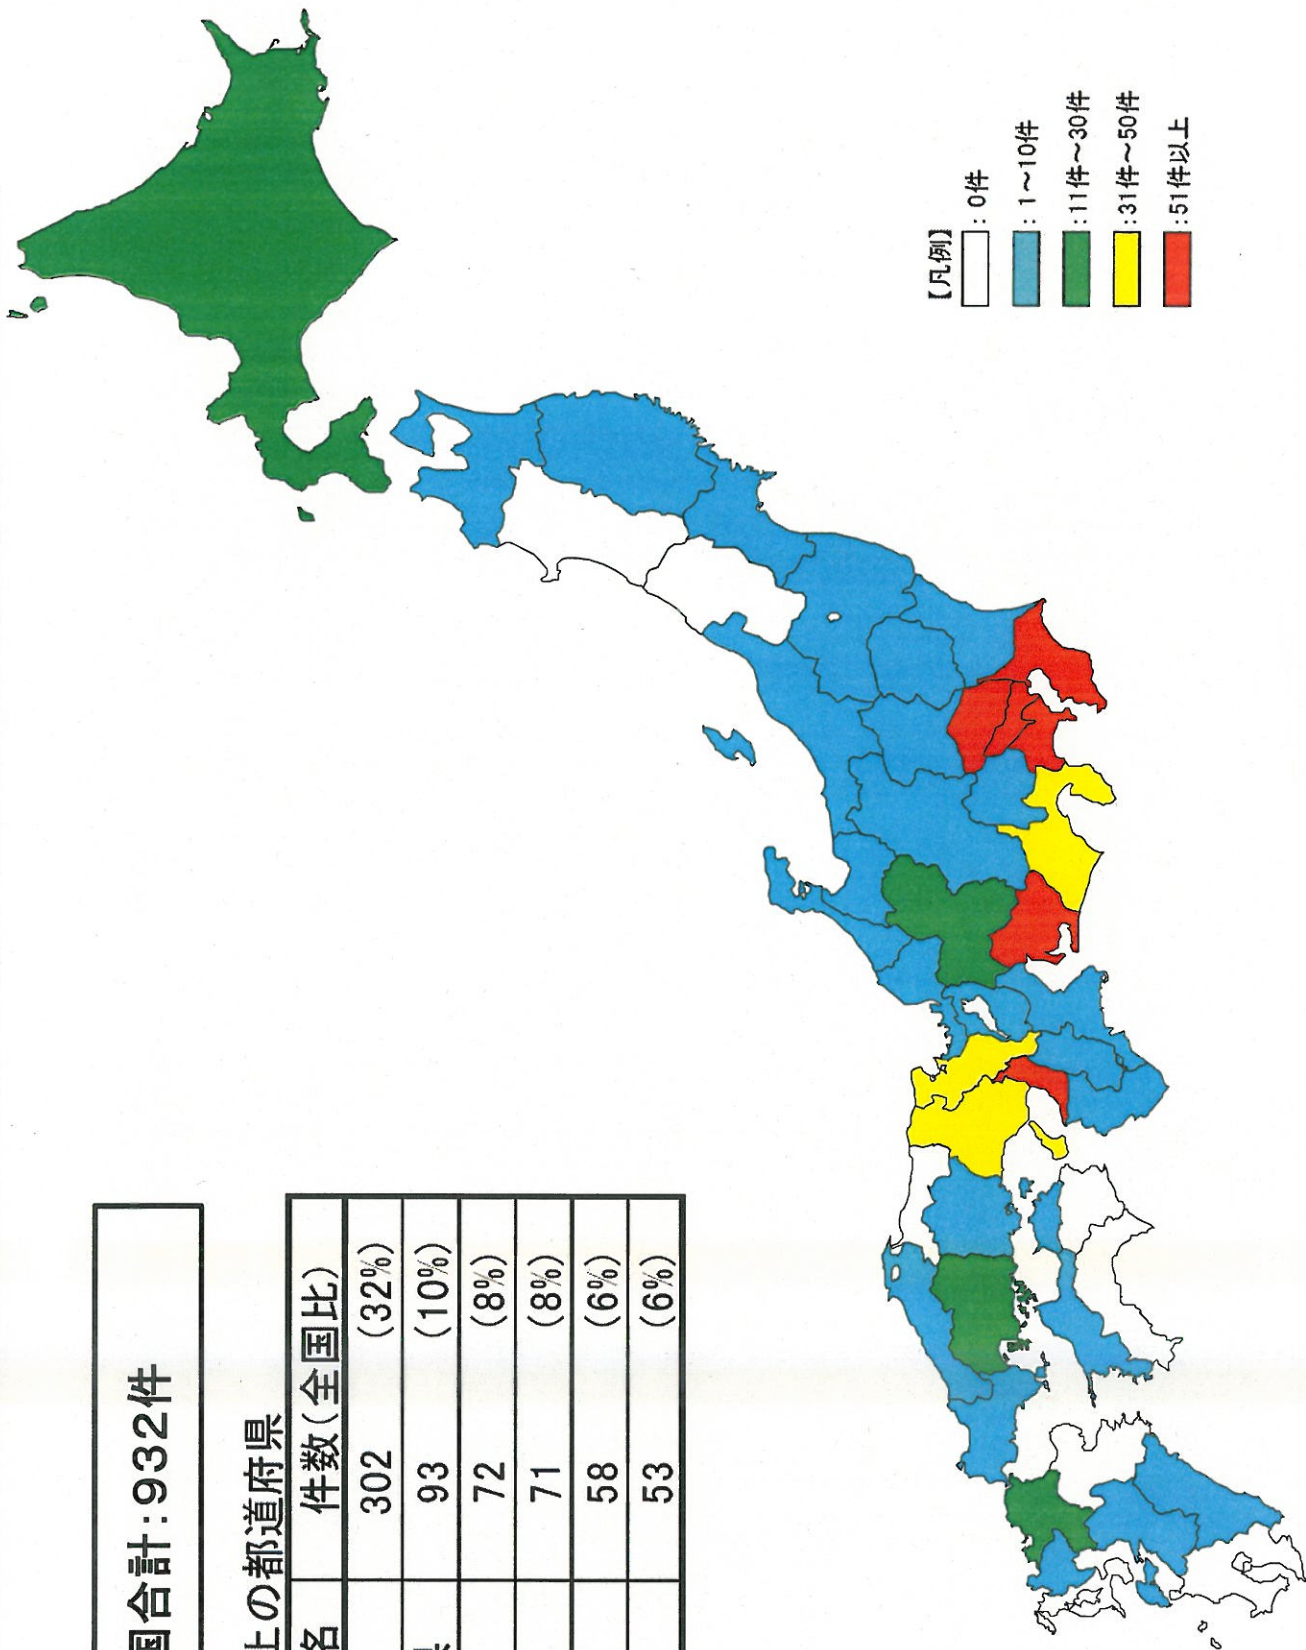 国合計:932件
上の都道府県
名 件数(全国比)
302 (32%)
県 93 (10%)
72 (8%)
71 (8%)
58 (6%)
53 (6%)
【凡例】
:0件
:1~10件
:11件~30件
:31件~50件
:51件以上